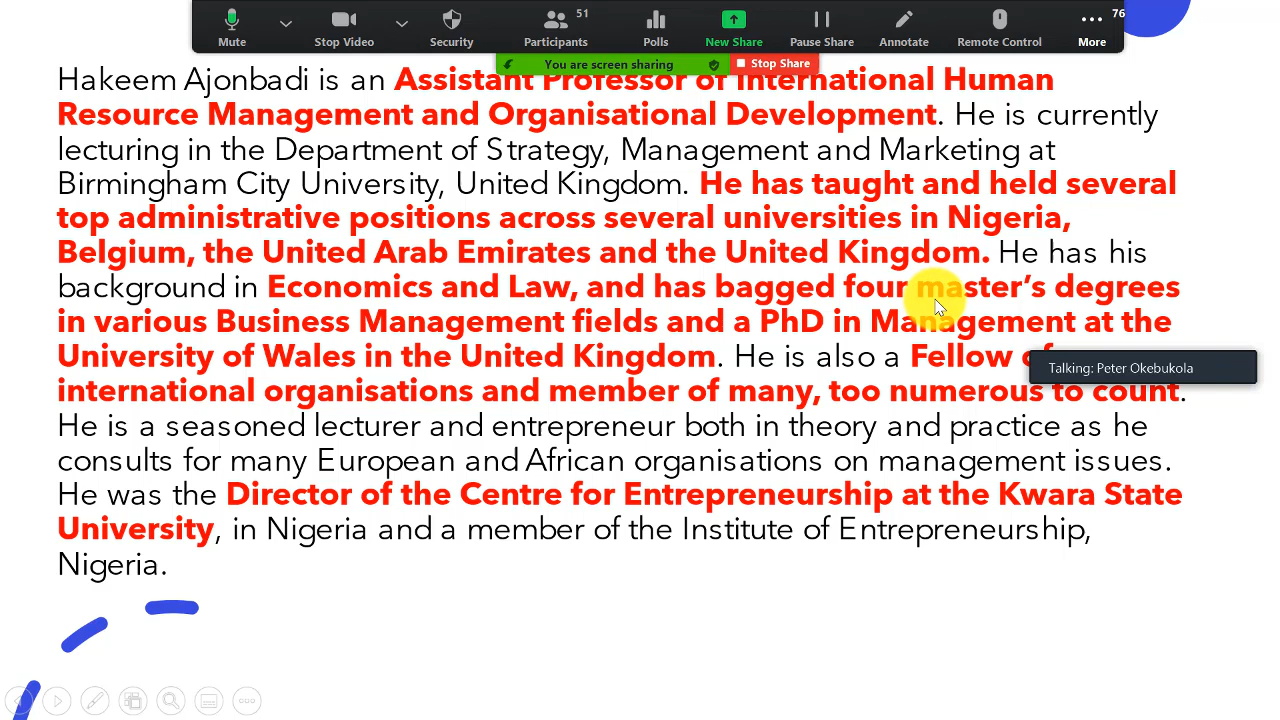 51
76
Mute
Stop Video
Security
Participants
Polls
New Share
Pause Share
Annotate
Remote Control
More
You are screen sharing
Stop Share
Hakeem Ajonbadi is an Assistant Professor of International Human
Resource Management and Organisational Development. He is currently
lecturing in the Department of Strategy, Management and Marketing at
Birmingham City University, United Kingdom. He has taught and held several
top administrative positions across several universities in Nigeria,
Belgium, the United Arab Emirates and the United Kingdom. He has his
background in Economics and Law, and has bagged four master’s degrees
in various Business Management fields and a PhD in Management at the
University of Wales in the United Kingdom. He is also a Fellow
Talking: Peter Okebukola
international organisations and member of many, too numerous to count.
He is a seasoned lecturer and entrepreneur both in theory and practice as he
consults for many European and African organisations on management issues.
He was the Director of the Centre for Entrepreneurship at the Kwara State
University, in Nigeria and a member of the Institute of Entrepreneurship,
Nigeria.